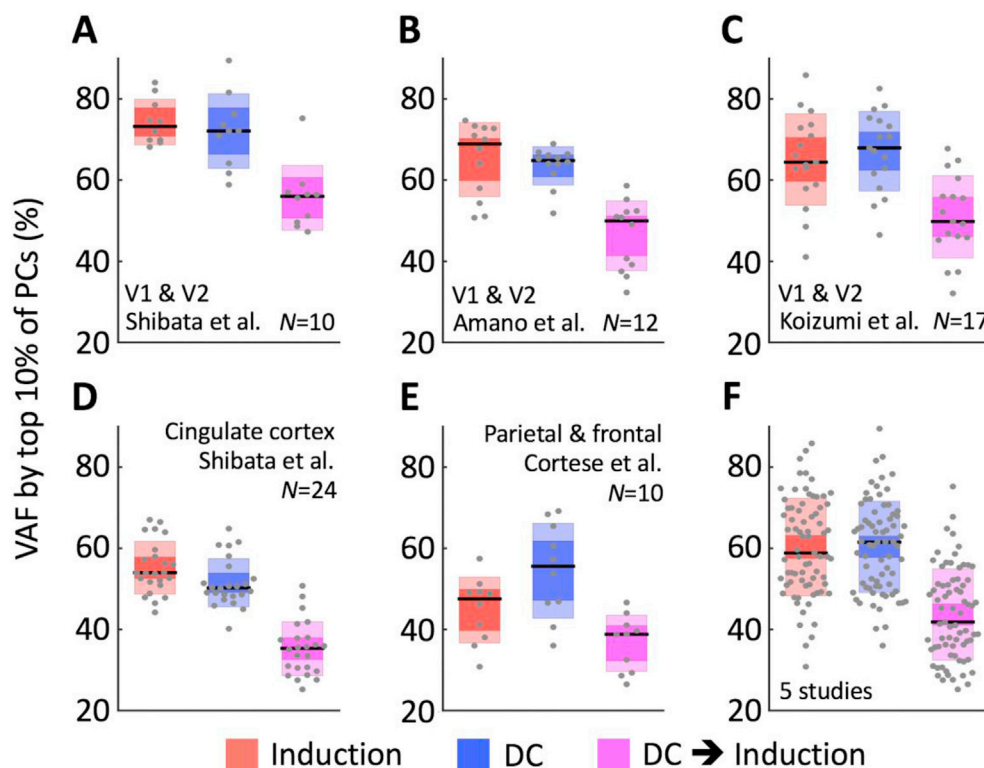 VAF by top 10% of PCs (%)
A
80
60
40
20
V1 & V2
Shibata et al. N=10
B
80
60
40
20
V1 & V2
Amano et al. N=12
C
80
60
40
20
V1 & V2
Koizumi et al. N=17
D
80
60
40
20
Cingulate cortex
Shibata et al.
N=24
E
80
60
40
20
Parietal & frontal
Cortese et al.
N=10
F
80
60
40
20
5 studies
Induction DC DC ➔ Induction